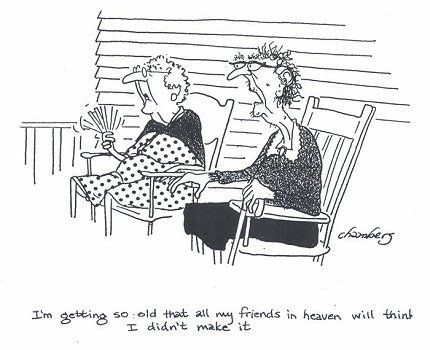 chambers
I'm getting so old that all my friends in heaven will think
I didn't make it